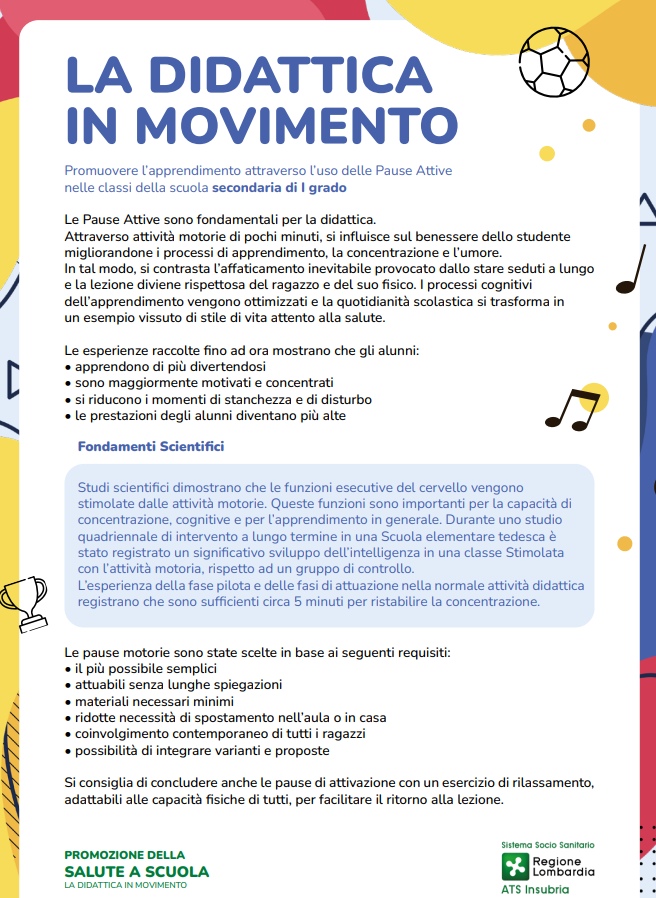 LA DIDATTICA
IN MOVIMENTO
Promuovere l'apprendimento attraverso l'uso delle Pause Attive
nelle classi della scuola secondaria di I grado
Le Pause Attive sono fondamentali per la didattica.
Attraverso attività motorie di pochi minuti, si influisce sul benessere dello studente
migliorandone i processi di apprendimento, la concentrazione e l'umore.
In tal modo, si contrasta l'affaticamento inevitabile provocato dallo stare seduti a lungo
e la lezione diviene rispettosa del ragazzo e del suo fisico. I processi cognitivi
dell'apprendimento vengono ottimizzati e la quotidianità scolastica si trasforma in
un esempio vissuto di stile di vita attento alla salute.
Le esperienze raccolte fino ad ora mostrano che gli alunni:
• apprendono di più divertendosi
• sono maggiormente motivati e concentrati
• si riducono i momenti di stanchezza e di disturbo
• le prestazioni degli alunni diventano più alte
Fondamenti Scientifici
Studi scientifici dimostrano che le funzioni esecutive del cervello vengono
stimolate dalle attività motorie. Queste funzioni sono importanti per la capacità di
concentrazione, cognitive e per l'apprendimento in generale. Durante uno studio
quadriennale di intervento a lungo termine in una Scuola elementare tedesca è
stato registrato un significativo sviluppo dell'intelligenza in una classe Stimolata
con l'attività motoria, rispetto ad un gruppo di controllo.
L'esperienza della fase pilota e delle fasi di attuazione nella normale attività didattica
registrano che sono sufficienti circa 5 minuti per ristabilire la concentrazione.
Le pause motorie sono state scelte in base ai seguenti requisiti:
• il più possibile semplici
• attuabili senza lunghe spiegazioni
• materiali necessari minimi
• ridotte necessità di spostamento nell'aula o in casa
• coinvolgimento contemporaneo di tutti i ragazzi
• possibilità di integrare varianti e proposte
Si consiglia di concludere anche le pause di attivazione con un esercizio di rilassamento,
adattabili alle capacità fisiche di tutti, per facilitare il ritorno alla lezione.
PROMOZIONE DELLA
SALUTE A SCUOLA
LA DIDATTICA IN MOVIMENTO
Sistema Socio Sanitario
Regione
Lombardia
ATS Insubria